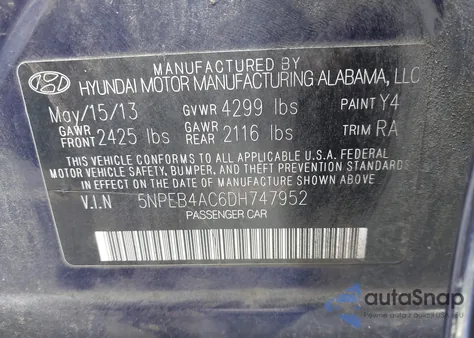 MANUFACTURED BY
HYUNDAI MOTOR MANUFACTURING ALABAMA, LLC
May/15/13 GVWR 4299 lbs PAINT Y4
GAWR FRONT 2425 lbs GAWR REAR 2116 lbs TRIM RA
THIS VEHICLE CONFORMS TO ALL APPLICABLE U.S.A. FEDERAL
MOTOR VEHICLE SAFETY, BUMPER, AND THEFT PREVENTION
STANDARDS IN EFFECT ON THE DATE OF MANUFACTURE
SHOWN ABOVE.
V.I.N 5NPEB4AC6DH747952
PASSENGER CAR
autoSnap